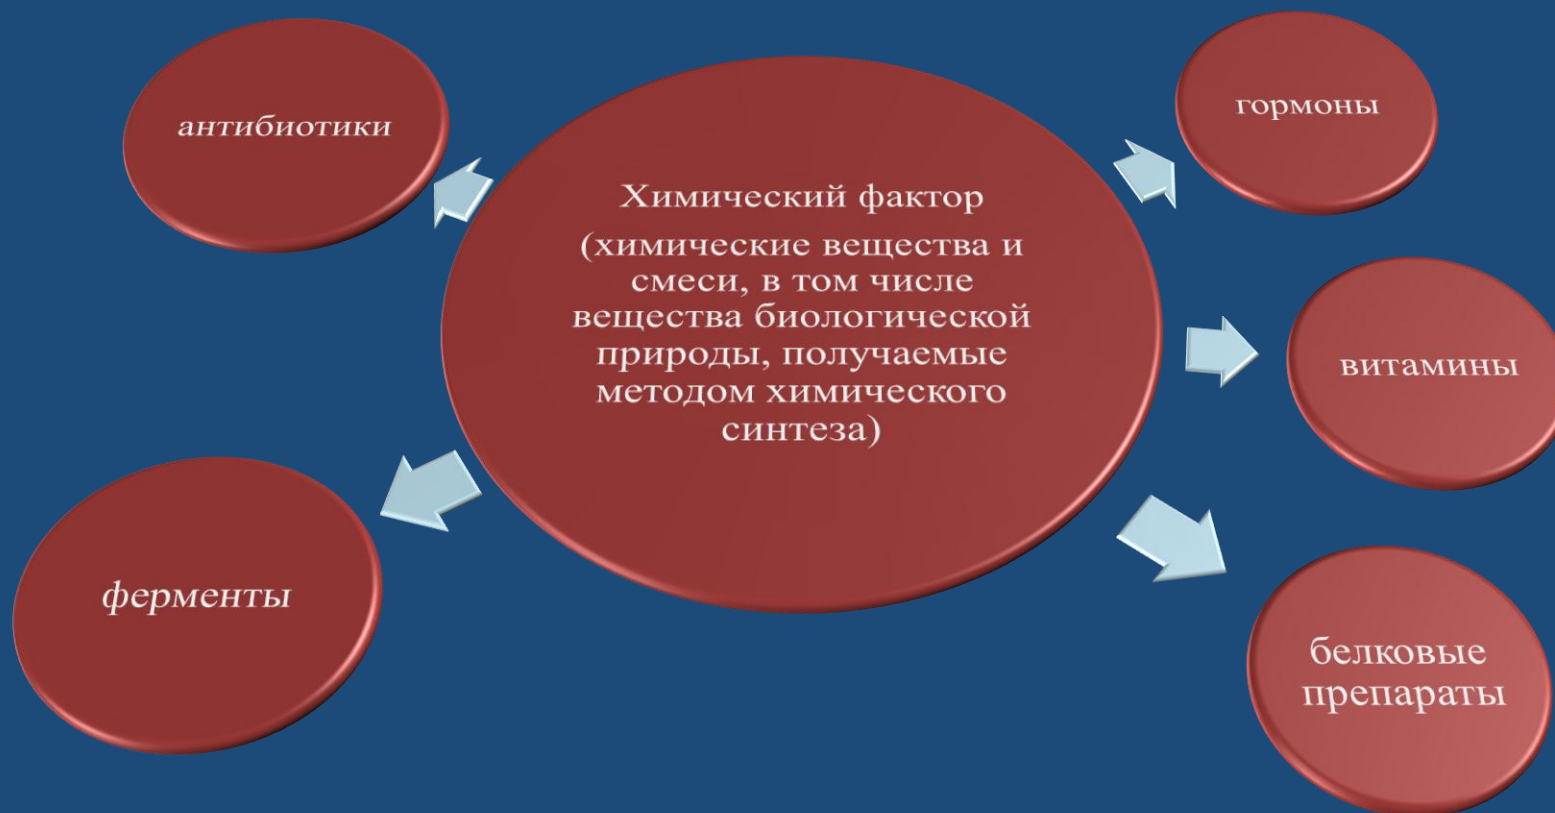 антибиотики
гормоны
Химический фактор
(химические вещества и
смеси, в том числе
вещества биологической
природы, получаемые
методом химического
синтеза)
витамины
ферменты
белковые
препараты